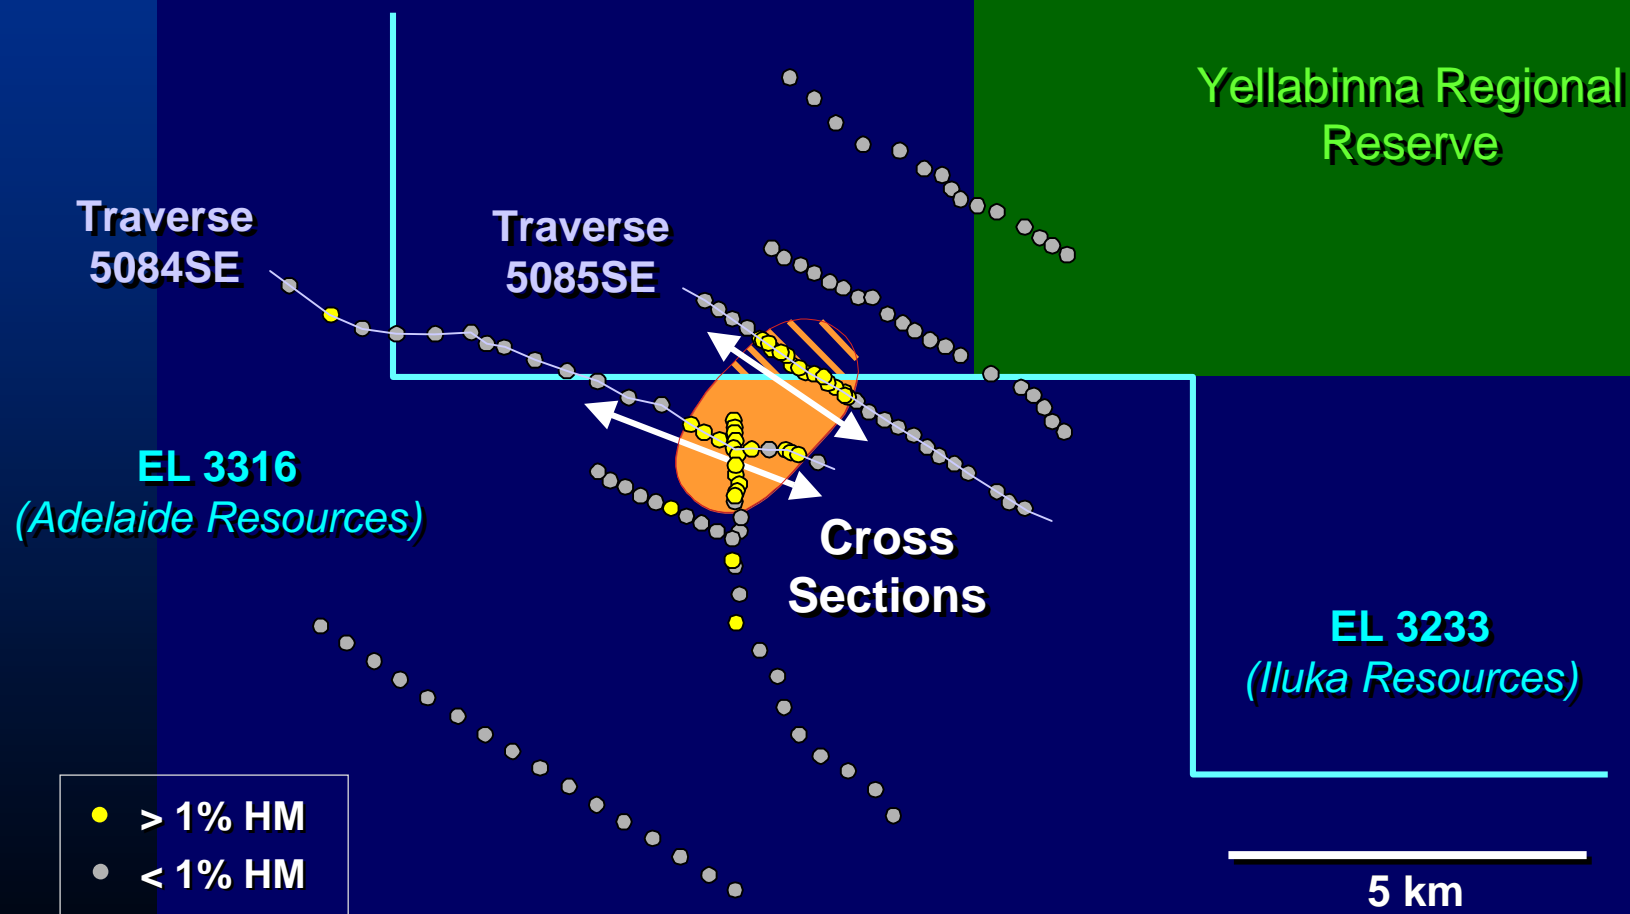 Yellabinna Regional
Reserve
Traverse
5084SE
Traverse
5085SE
EL 3316
(Adelaide Resources)
Cross
Sections
EL 3233
(Iluka Resources)
> 1% HM
< 1% HM
5 km